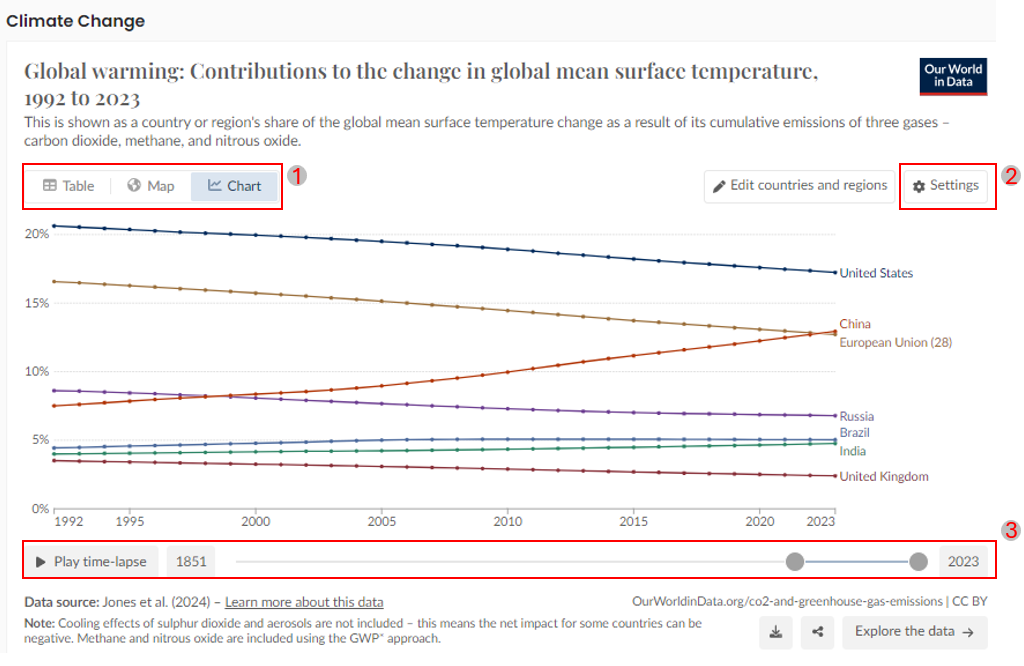 Climate Change
Global warming: Contributions to the change in global mean surface temperature,
1992 to 2023
Our World
in Data
This is shown as a country or region's share of the global mean surface temperature change as a result of its cumulative emissions of three gases –
carbon dioxide, methane, and nitrous oxide.
Table Map Chart 1
Edit countries and regions Settings 2
20%
15%
10%
5%
0%
United States
China
European Union (28)
Russia
Brazil
India
United Kingdom
1992 1995 2000 2005 2010 2015 2020 2023
3
Play time-lapse 1851 2023
Data source: Jones et al. (2024) – Learn more about this data
OurWorldinData.org/co2-and-greenhouse-gas-emissions | CC BY
Note: Cooling effects of sulphur dioxide and aerosols are not included – this means the net impact for some countries can be
negative. Methane and nitrous oxide are included using the GWP* approach.
Explore the data →